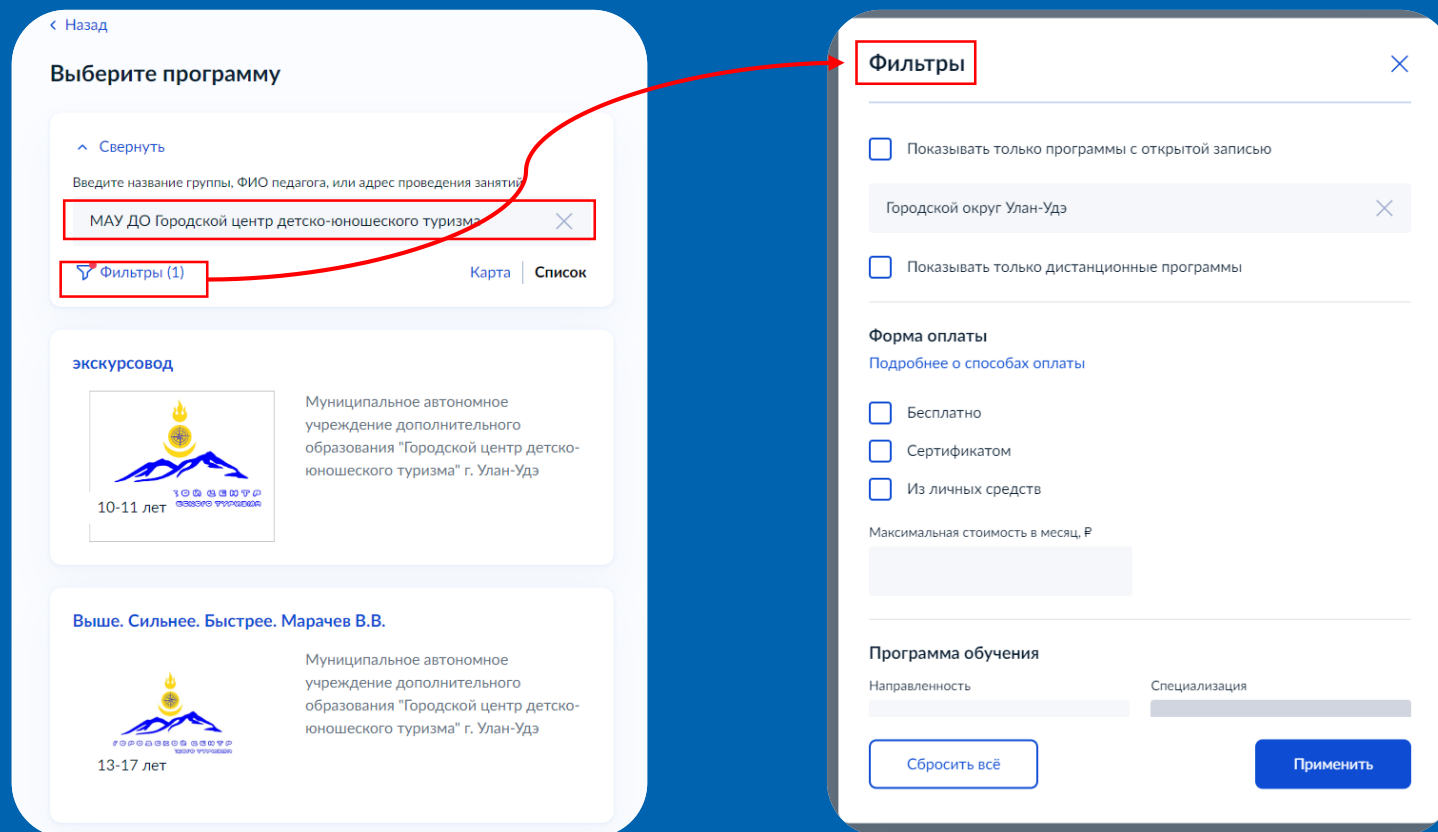 Назад
Выберите программу
Свернуть
Введите название группы, ФИО педагога, или адрес проведения занятий
МАУ ДО Городской центр детско-юношеского туризма
Фильтры (1)
Карта
Список
экскурсовод
Муниципальное автономное
учреждение дополнительного
образования "Городской центр детско-
юношеского туризма" г. Улан-Удэ
10-11 лет
Выше. Сильнее. Быстрее. Марачев В.В.
Муниципальное автономное
учреждение дополнительного
образования "Городской центр детско-
юношеского туризма" г. Улан-Удэ
ГОРОДСКОЙ ЦЕНТР
13-17 лет
Фильтры
Показывать только программы с открытой записью
Городской округ Улан-Удэ
Показывать только дистанционные программы
Форма оплаты
Подробнее о способах оплаты
Бесплатно
Сертификатом
Из личных средств
Максимальная стоимость в месяц, ₽
Программа обучения
Направленность
Специализация
Сбросить всё
Применить